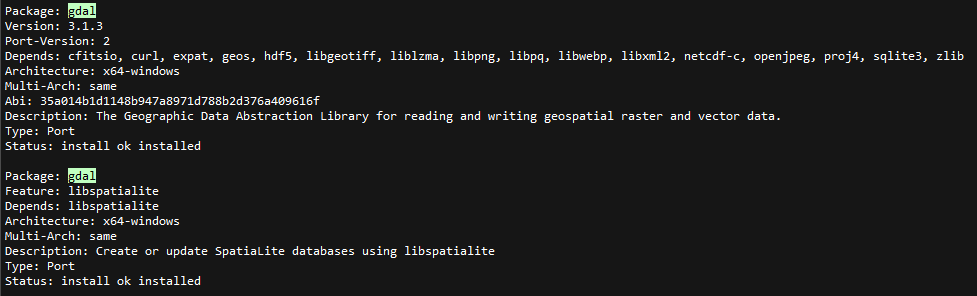 Package: gdal
Version: 3.1.3
Port-Version: 2
Depends: cfitsio, curl, expat, geos, hdf5, libgeotiff, liblzma, libpng, libpq, libwebp, libxml2, netcdf-c, openjpeg, proj4, sqlite3, zlib
Architecture: x64-windows
Multi-Arch: same
Abi: 35a014b1d1148b947a8971d788b2d376a409616f
Description: The Geographic Data Abstraction Library for reading and writing geospatial raster and vector data.
Type: Port
Status: install ok installed
Package: gdal
Feature: libspatialite
Depends: libspatialite
Architecture: x64-windows
Multi-Arch: same
Description: Create or update SpatiaLite databases using libspatialite
Type: Port
Status: install ok installed